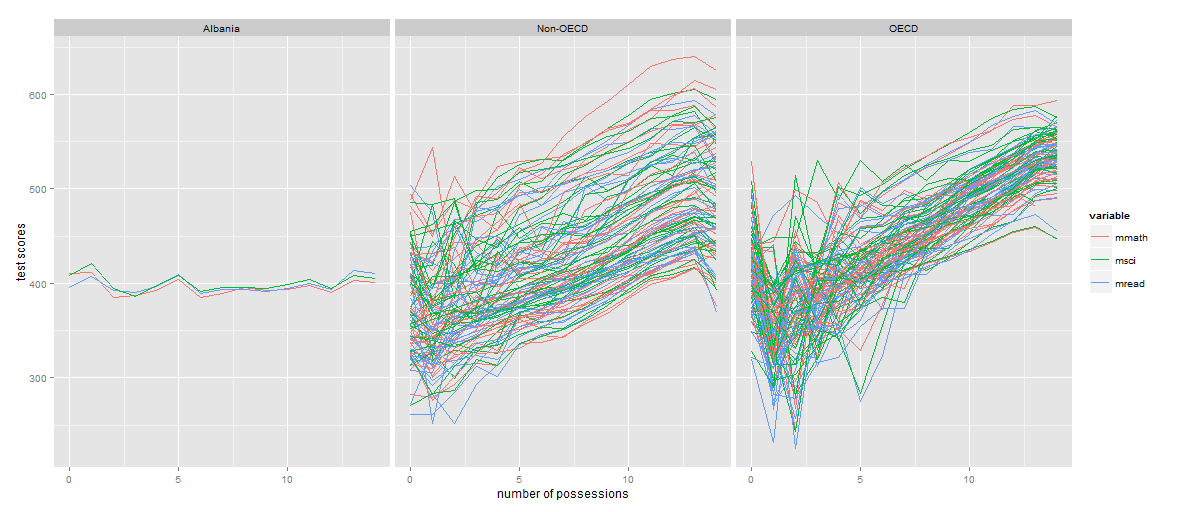 Albania
Non-OECD
OECD
600
500
400
300
test scores
0 5 10
0 5 10
0 5 10
number of possessions
variable
mmath
msci
mread